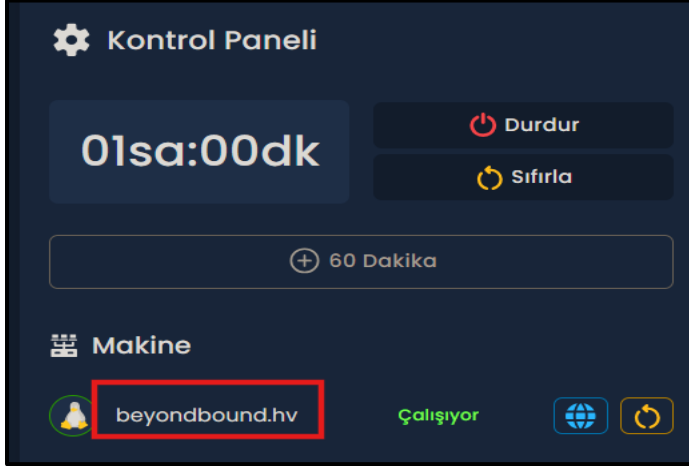 Kontrol Paneli
01sa:00dk
Durdur
Sıfırla
60 Dakika
Makine
beyondbound.hv
Çalışıyor